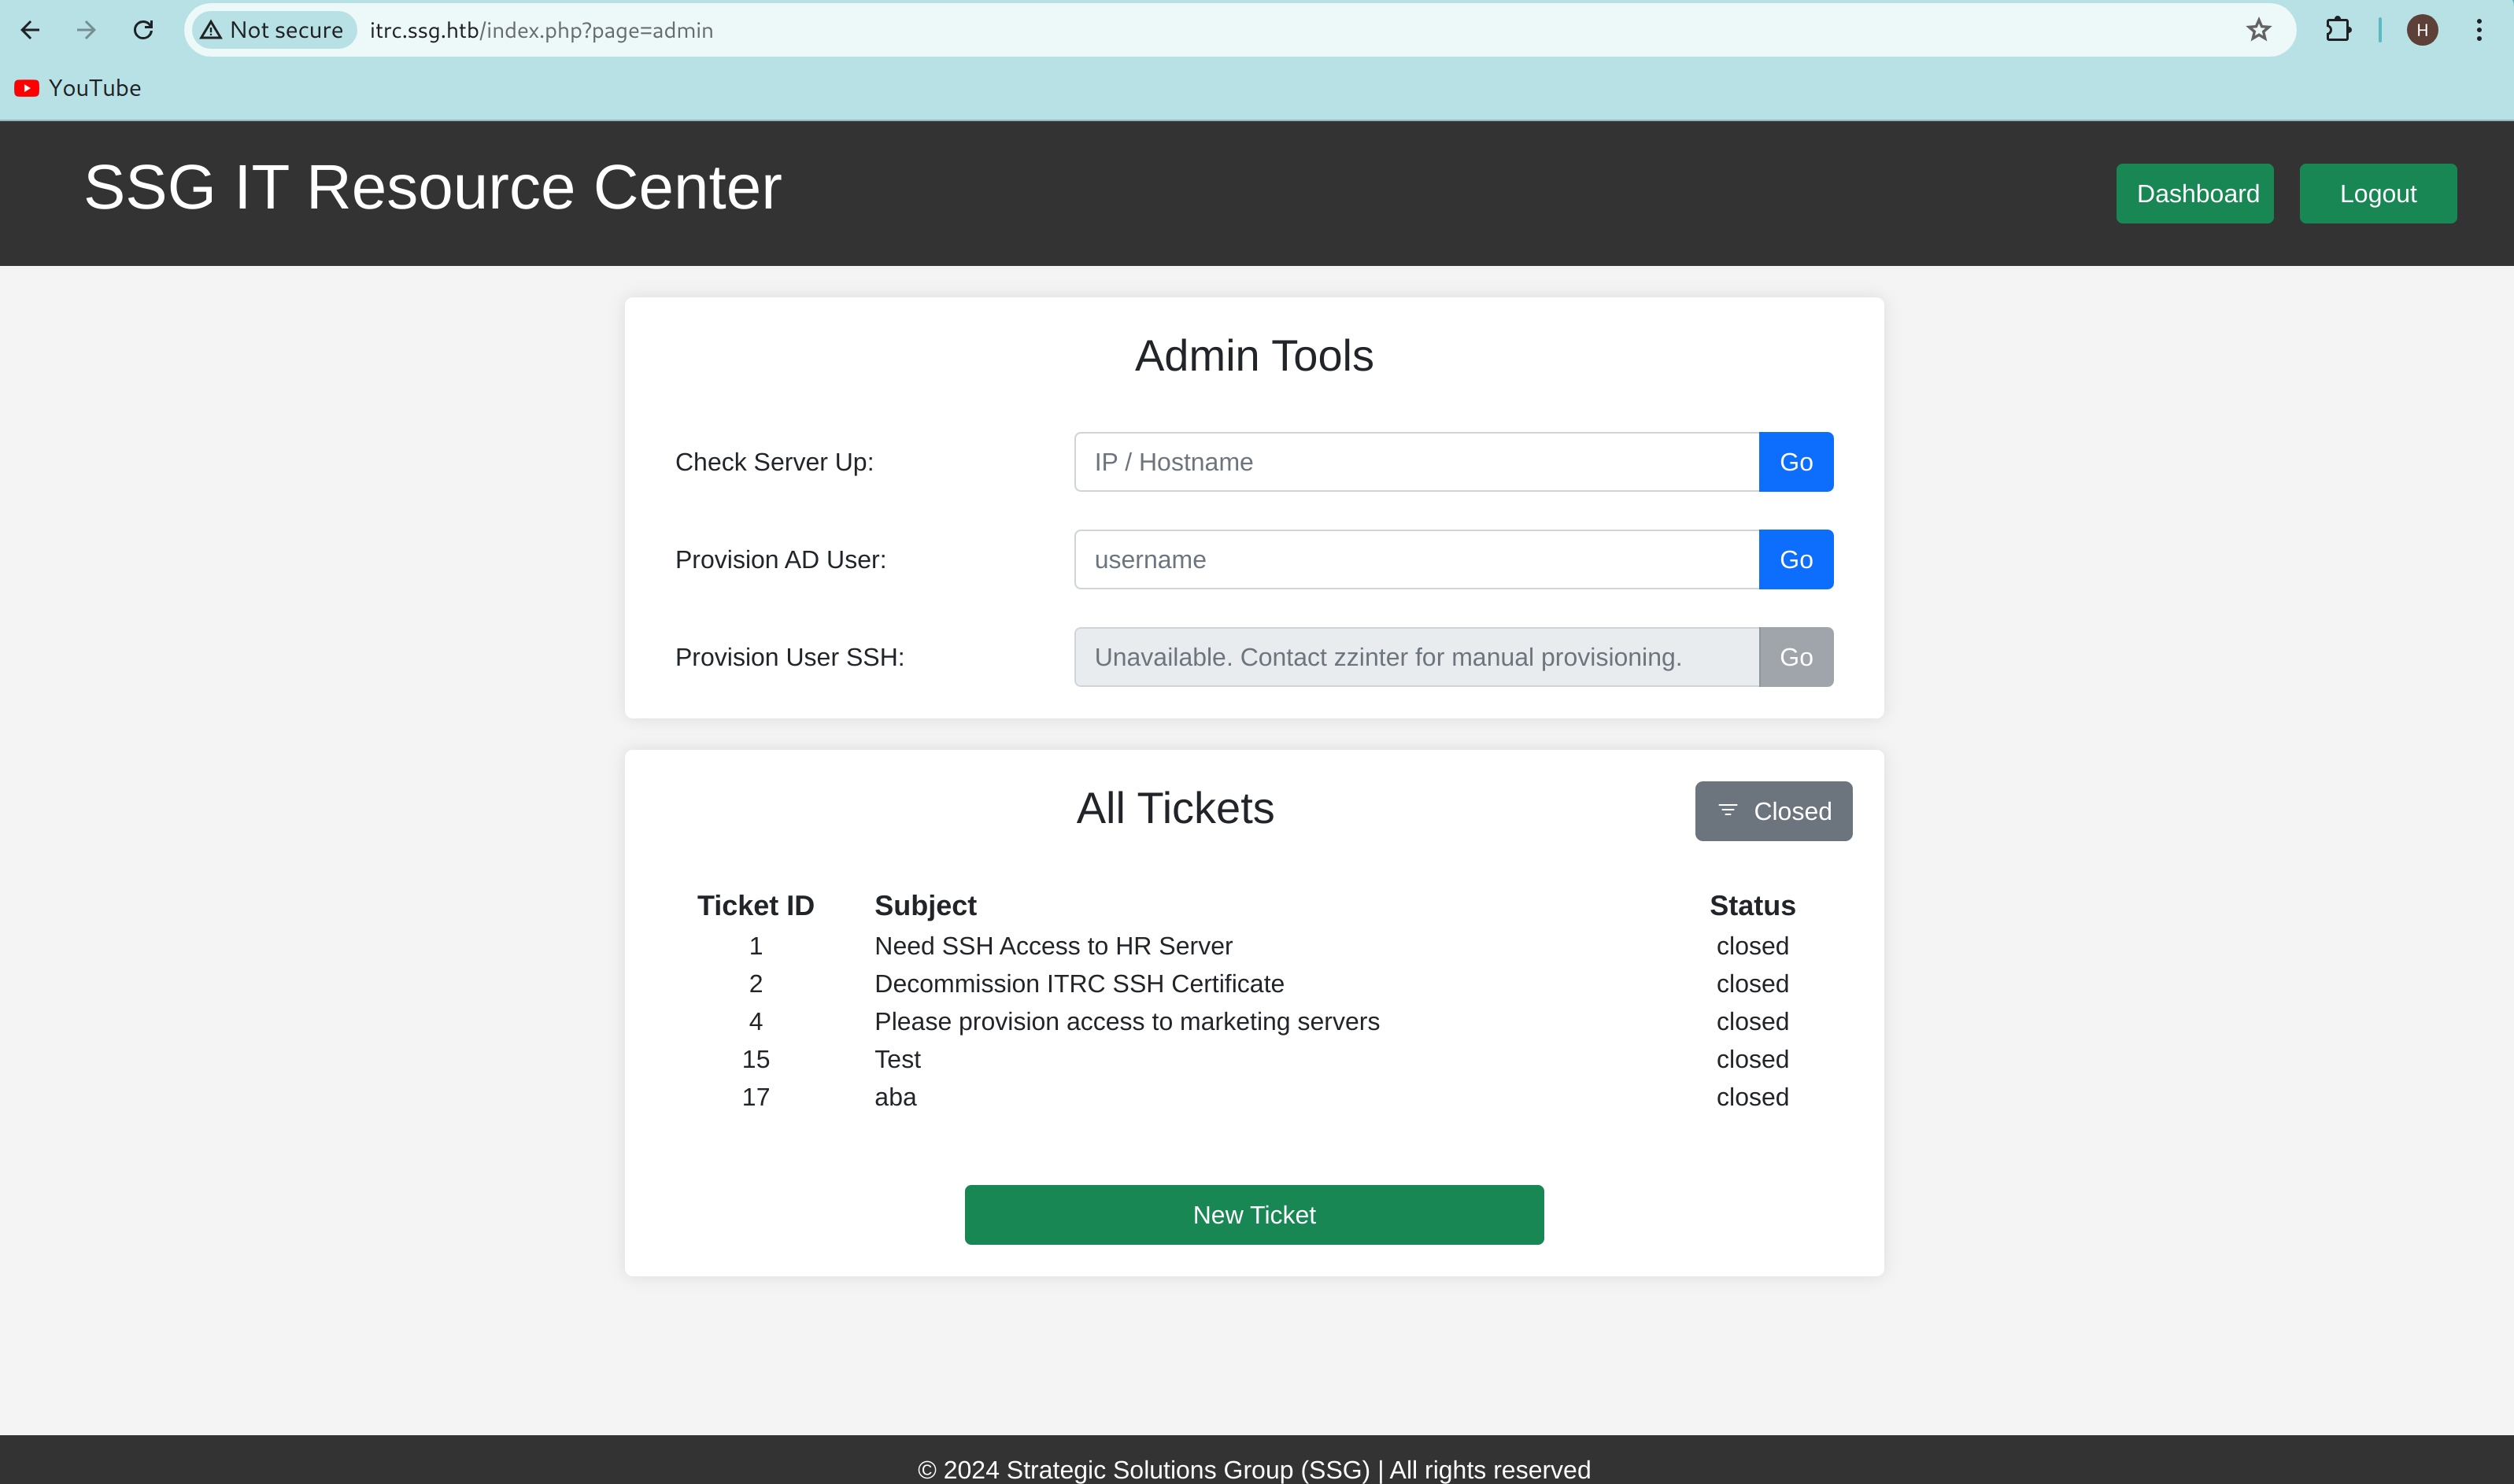 Not secure itrc.ssg.htb/index.php?page=admin H
YouTube
SSG IT Resource Center Dashboard Logout
Admin Tools
Check Server Up: IP / Hostname Go
Provision AD User: username Go
Provision User SSH: Unavailable. Contact zzinter for manual provisioning. Go
All Tickets Closed
Ticket ID Subject Status
1 Need SSH Access to HR Server closed
2 Decommission ITRC SSH Certificate closed
4 Please provision access to marketing servers closed
15 Test closed
17 aba closed
New Ticket
© 2024 Strategic Solutions Group (SSG) | All rights reserved